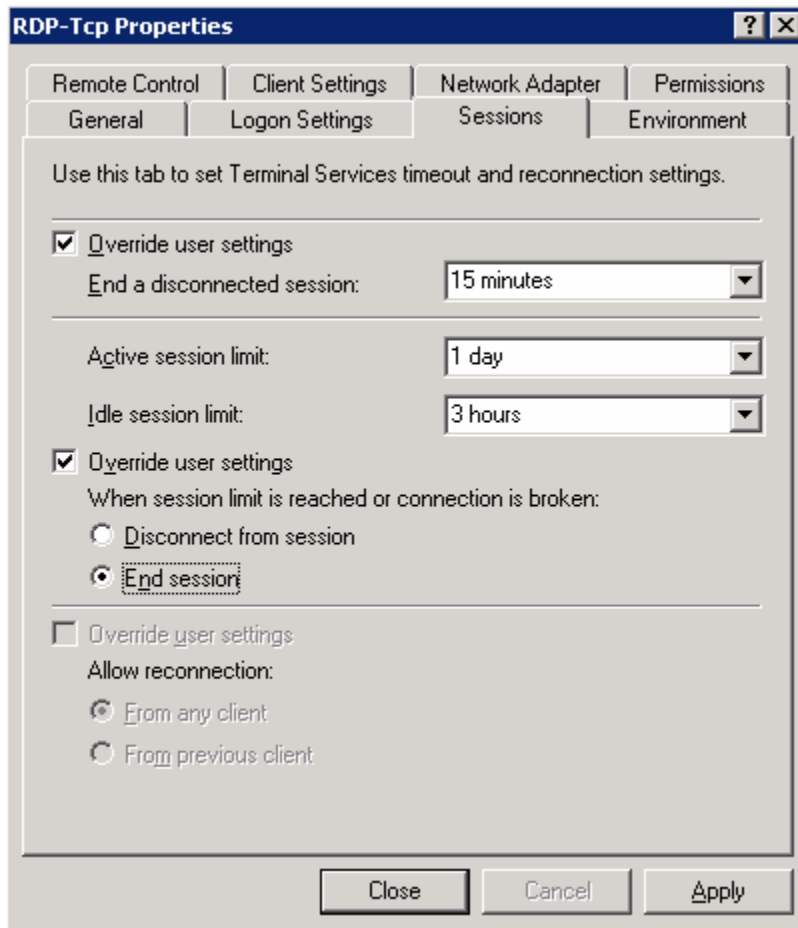 RDP-Tcp Properties
Remote Control Client Settings Network Adapter Permissions
General Logon Settings Sessions Environment
Use this tab to set Terminal Services timeout and reconnection settings.
Override user settings
End a disconnected session: 15 minutes
Active session limit: 1 day
Idle session limit: 3 hours
Override user settings
When session limit is reached or connection is broken:
Disconnect from session
End session
Override user settings
Allow reconnection:
From any client
From previous client
Close Cancel Apply